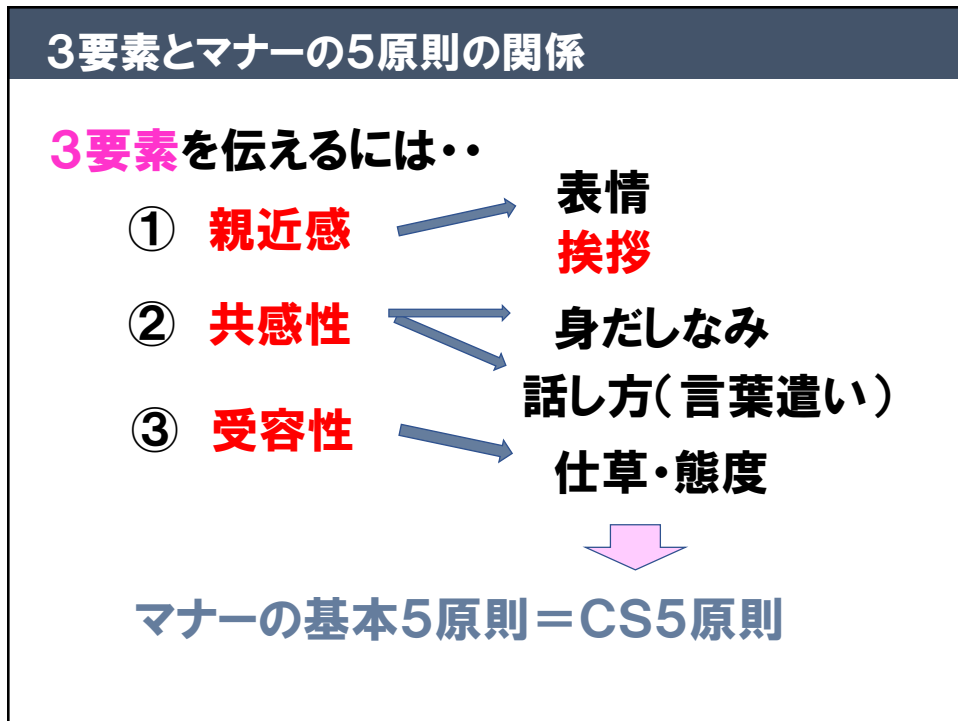 ３要素とマナーの５原則の関係
３要素を伝えるには・・
① 親近感
表情
挨拶
② 共感性
身だしなみ
話し方（言葉遣い）
③ 受容性
仕草・態度
マナーの基本５原則＝ＣＳ５原則